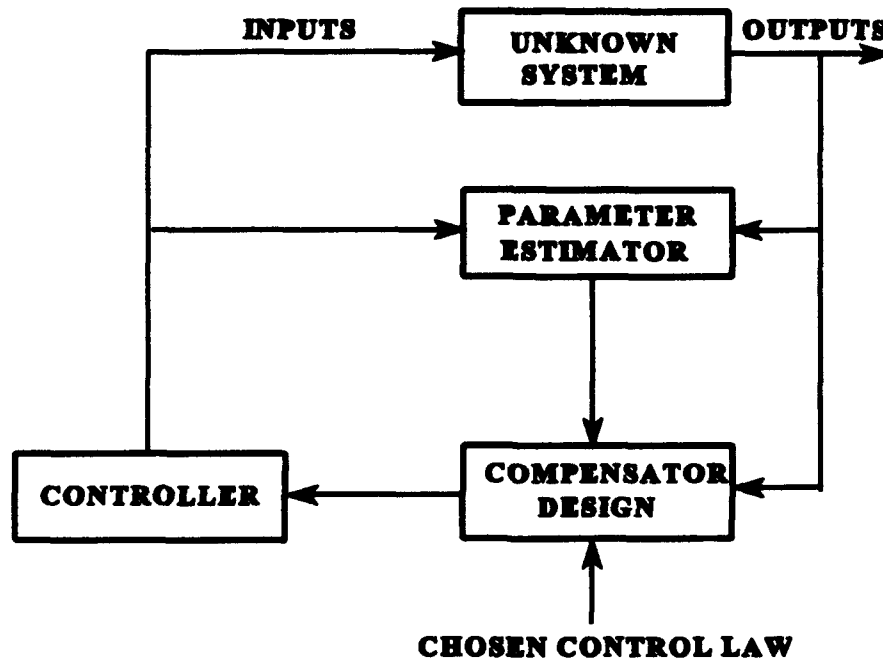 INPUTS
UNKNOWN
SYSTEM
OUTPUTS
PARAMETER
ESTIMATOR
CONTROLLER
COMPENSATOR
DESIGN
CHOSEN CONTROL LAW